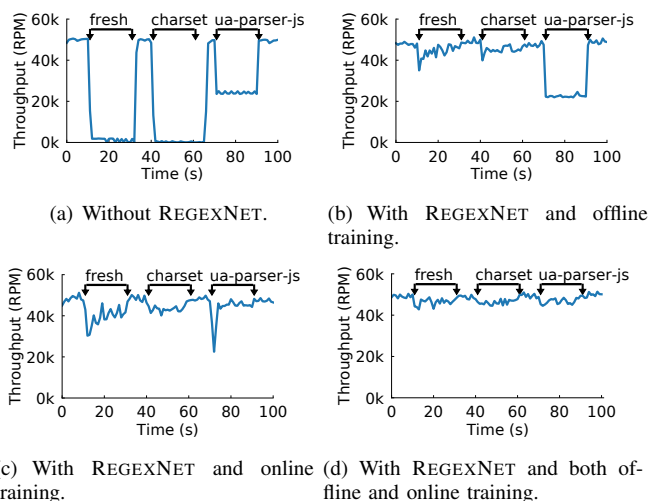 60k
fresh charset ua-parser-js
40k
20k
0k
Throughput (RPM)
0 20 40 60 80 100
Time (s)
(a) Without REGEXNET.
60k
fresh charset ua-parser-js
40k
20k
0k
Throughput (RPM)
0 20 40 60 80 100
Time (s)
(b) With REGEXNET and offline
training.
60k
fresh charset ua-parser-js
40k
20k
0k
Throughput (RPM)
0 20 40 60 80 100
Time (s)
c) With REGEXNET and online
raining.
60k
fresh charset ua-parser-js
40k
20k
0k
Throughput (RPM)
0 20 40 60 80 100
Time (s)
(d) With REGEXNET and both of-
fline and online training.